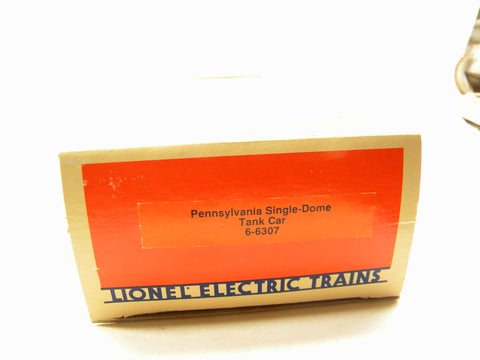 Pennsylvania Single-Dome
Tank Car
6-6307
LIONEL ELECTRIC TRAINS